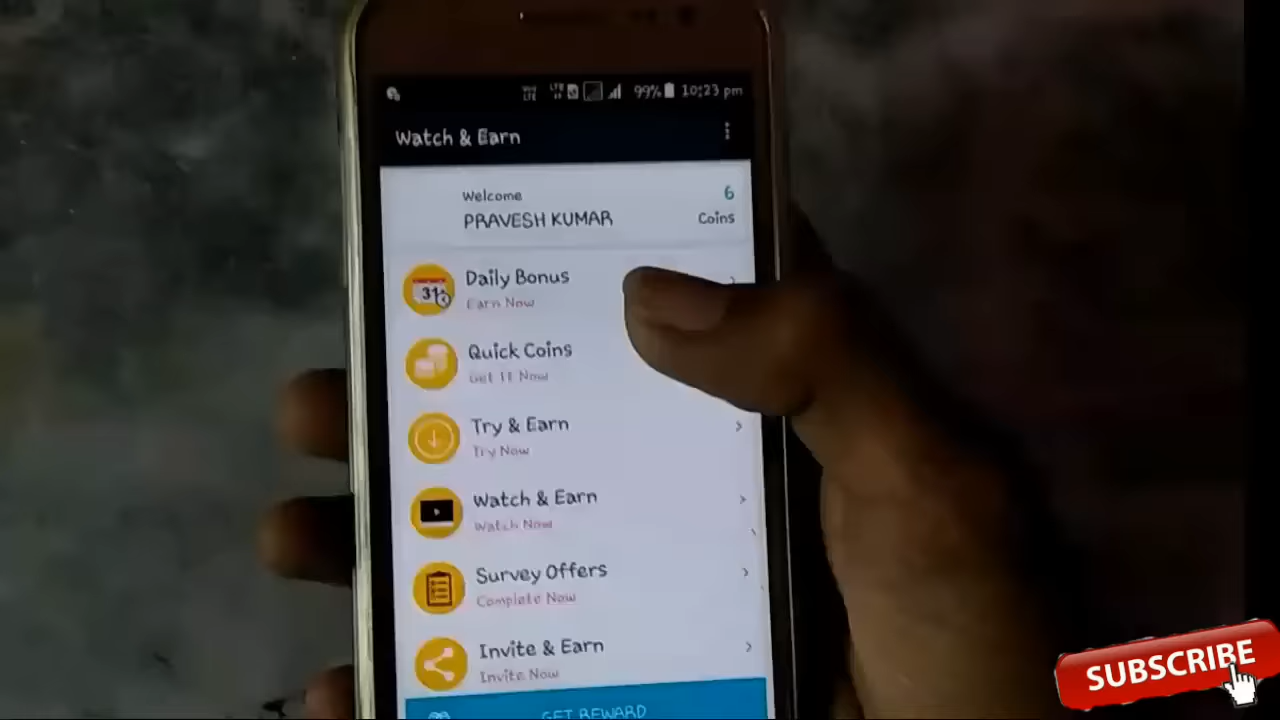 99% 10:23 pm
Watch & Earn
Welcome
6
PRAVESH KUMAR
Coins
Daily Bonus
Earn Now
Quick Coins
Get It Now
Try & Earn
Try Now
Watch & Earn
Watch Now
Survey Offers
Complete Now
Invite & Earn
Invite Now
GET REWARD
SUBSCRIBE